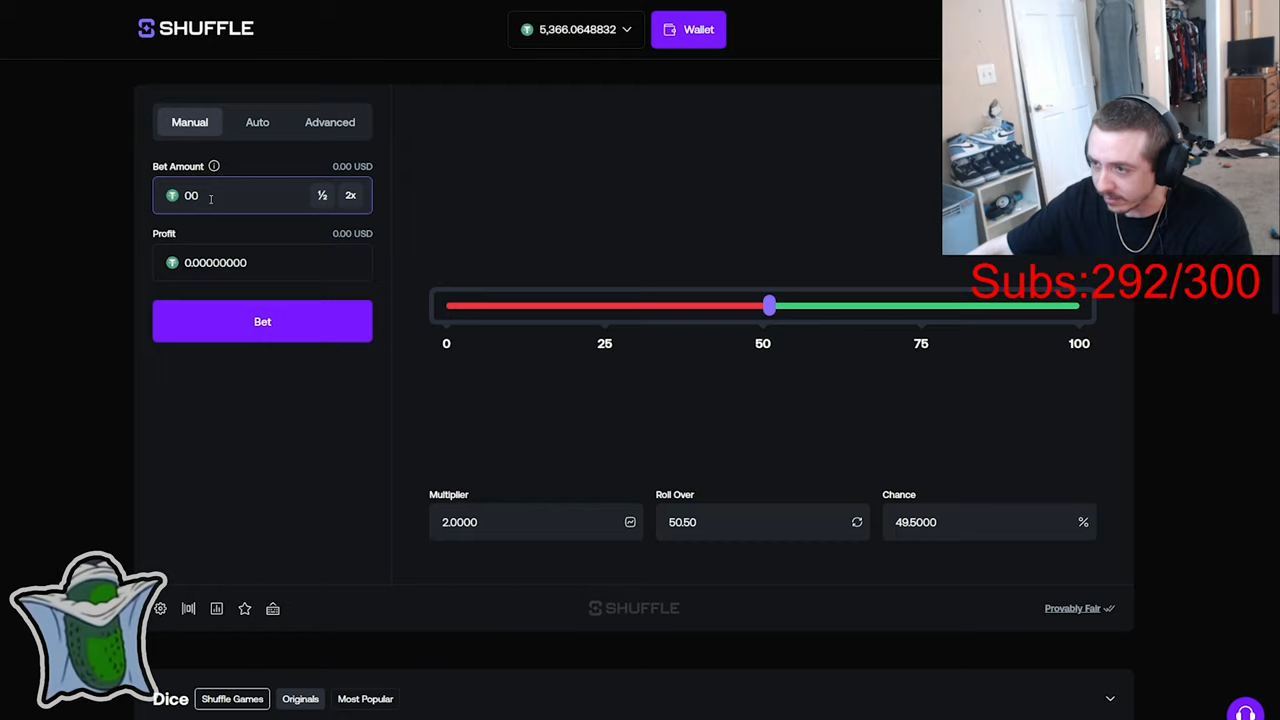 SHUFFLE
5,366.0648832
Wallet
Manual
Auto
Advanced
Bet Amount
0.00 USD
00
½
2x
Profit
0.00 USD
0.00000000
Bet
Subs:292/300
0
25
50
75
100
Multiplier
Roll Over
Chance
2.0000
50.50
49.5000
%
SHUFFLE
Provably Fair
Dice
Shuffle Games
Originals
Most Popular